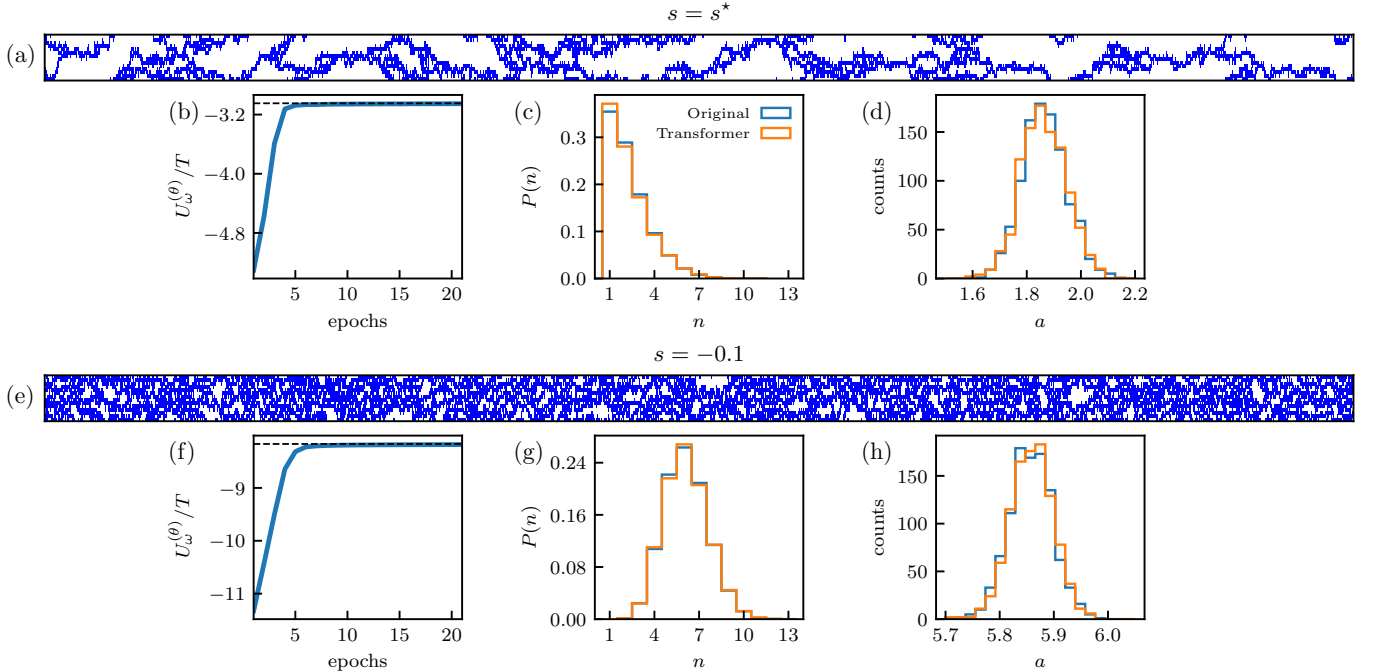 s = s⋆
(a)
(b)
−3.2
−4.0
−4.8
U_ω^(θ)/T
5 10 15 20
epochs
(c)
0.3
0.2
0.1
0.0
P(n)
Original
Transformer
1 4 7 10 13
n
(d)
150
100
50
0
counts
1.6 1.8 2.0 2.2
a
s = −0.1
(e)
(f)
−9
−10
−11
U_ω^(θ)/T
5 10 15 20
epochs
(g)
0.24
0.16
0.08
0.00
P(n)
1 4 7 10 13
n
(h)
150
100
50
0
counts
5.7 5.8 5.9 6.0
a